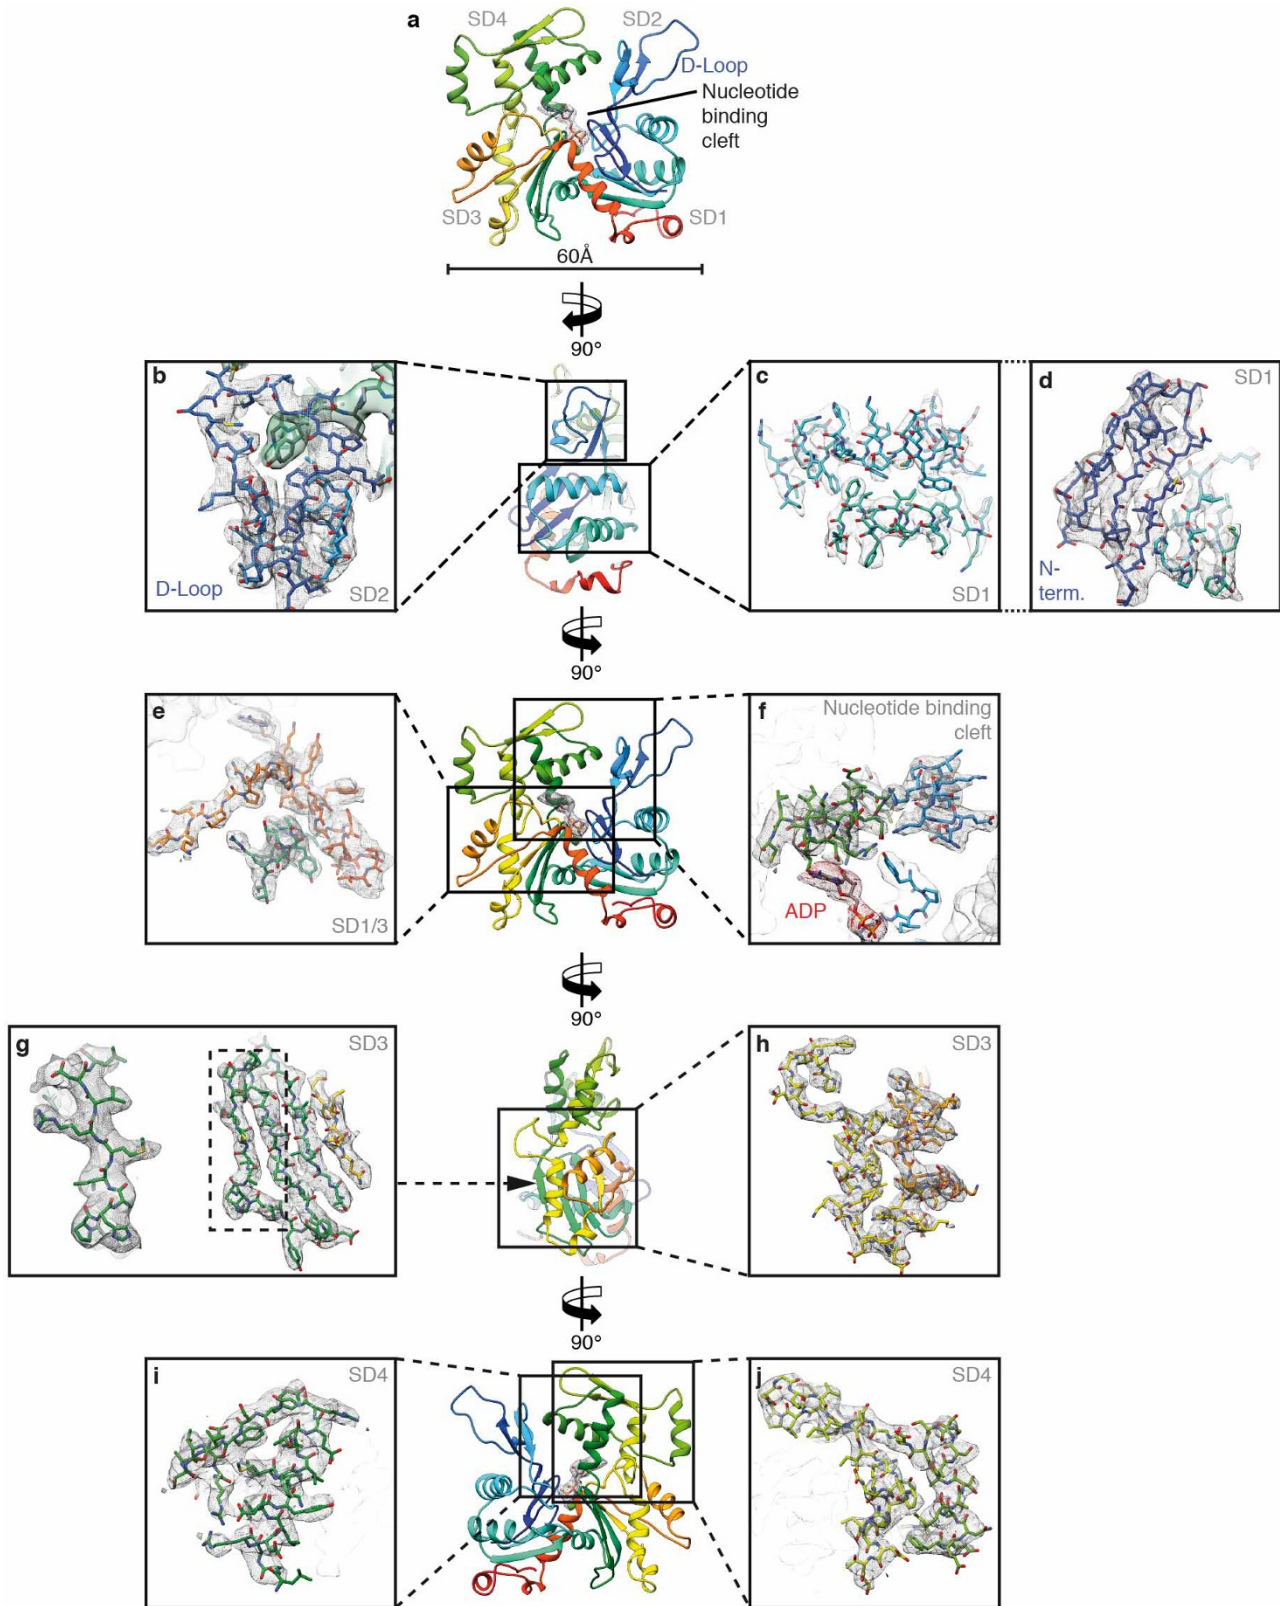 a
SD4
SD2
D-Loop
Nucleotide
binding
cleft
SD3
SD1
60Å
90°
b
D-Loop
SD2
c
SD1
d
SD1
N-
term.
90°
e
SD1/3
f
Nucleotide binding
cleft
ADP
90°
g
SD3
h
SD3
90°
i
SD4
j
SD4